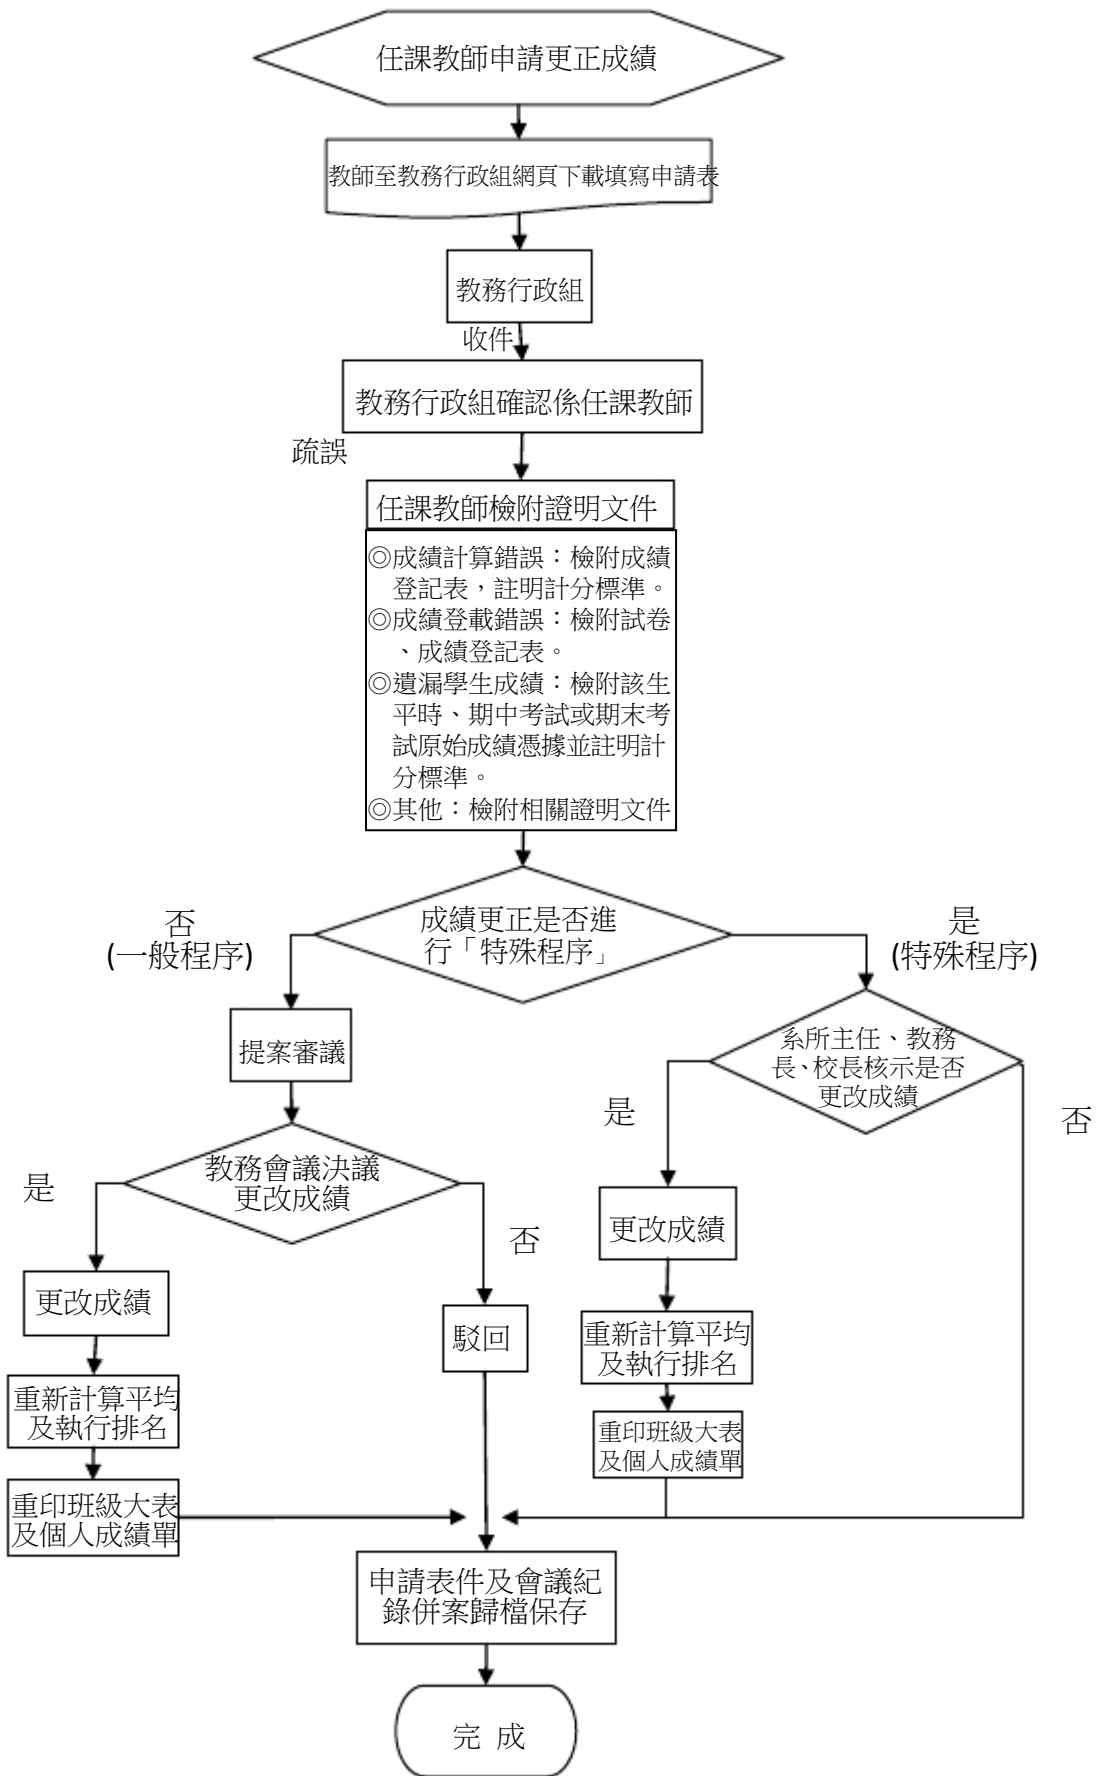 任課教師申請更正成績
教師至教務行政組網頁下載填寫申請表
教務行政組
收件
教務行政組確認係任課教師
疏誤
任課教師檢附證明文件
◎成績計算錯誤：檢附成績
登記表，註明計分標準。
◎成績登載錯誤：檢附試卷
、成績登記表。
◎遺漏學生成績：檢附該生
平時、期中考試或期末考
試原始成績憑據並註明計
分標準。
◎其他：檢附相關證明文件
成績更正是否進
行「特殊程序」
否
(一般程序)
是
(特殊程序)
提案審議
系所主任、教務
長、校長核示是否
更改成績
是
否
教務會議決議
更改成績
是
否
更改成績
更改成績
駁回
重新計算平均
及執行排名
重新計算平均
及執行排名
重印班級大表
及個人成績單
重印班級大表
及個人成績單
申請表件及會議紀
錄併案歸檔保存
完 成